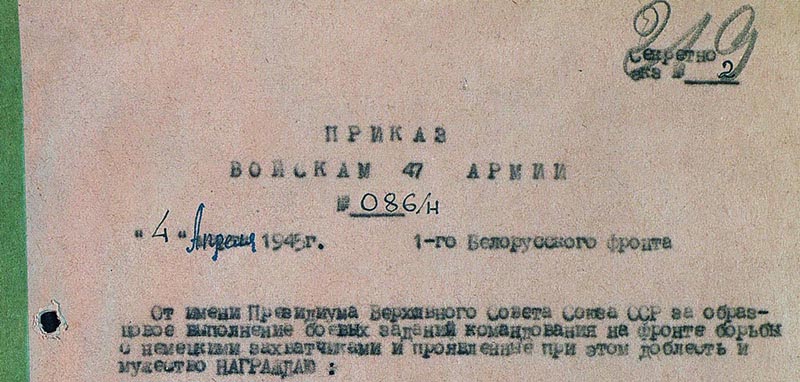 219
Секретно
экз № 2
ПРИКАЗ
ВОЙСКАМ 47 АРМИИ
№ 086/н
"4" Апреля 1945г. 1-го Белорусского фронта
От имени Президиума Верховного Совета Союза ССР за образ-
цовое выполнение боевых заданий командования на фронте борьбы
с немецкими захватчиками и проявленные при этом доблесть и
мужество НАГРАЖДАЮ: